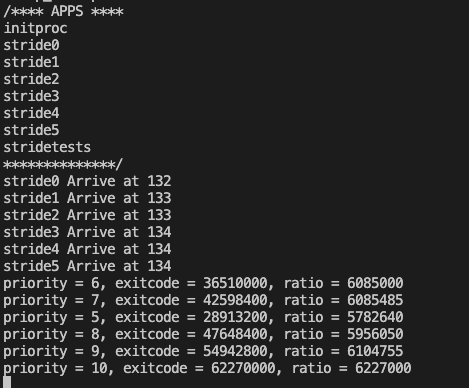 /**** APPS ****
initproc
stride0
stride1
stride2
stride3
stride4
stride5
stridetests
**************/
stride0 Arrive at 132
stride1 Arrive at 133
stride2 Arrive at 133
stride3 Arrive at 134
stride4 Arrive at 134
stride5 Arrive at 134
priority = 6, exitcode = 36510000, ratio = 6085000
priority = 7, exitcode = 42598400, ratio = 6085485
priority = 5, exitcode = 28913200, ratio = 5782640
priority = 8, exitcode = 47648400, ratio = 5956050
priority = 9, exitcode = 54942800, ratio = 6104755
priority = 10, exitcode = 62270000, ratio = 6227000